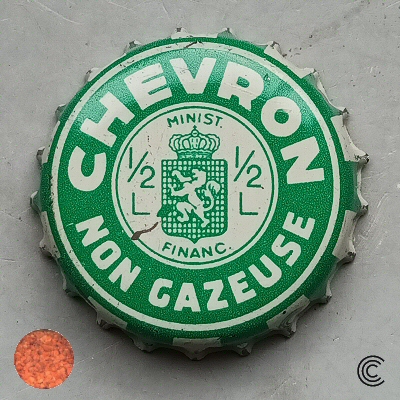 CHEVRON
MINIST.
1/2 L
1/2 L
FINANC.
NON GAZEUSE